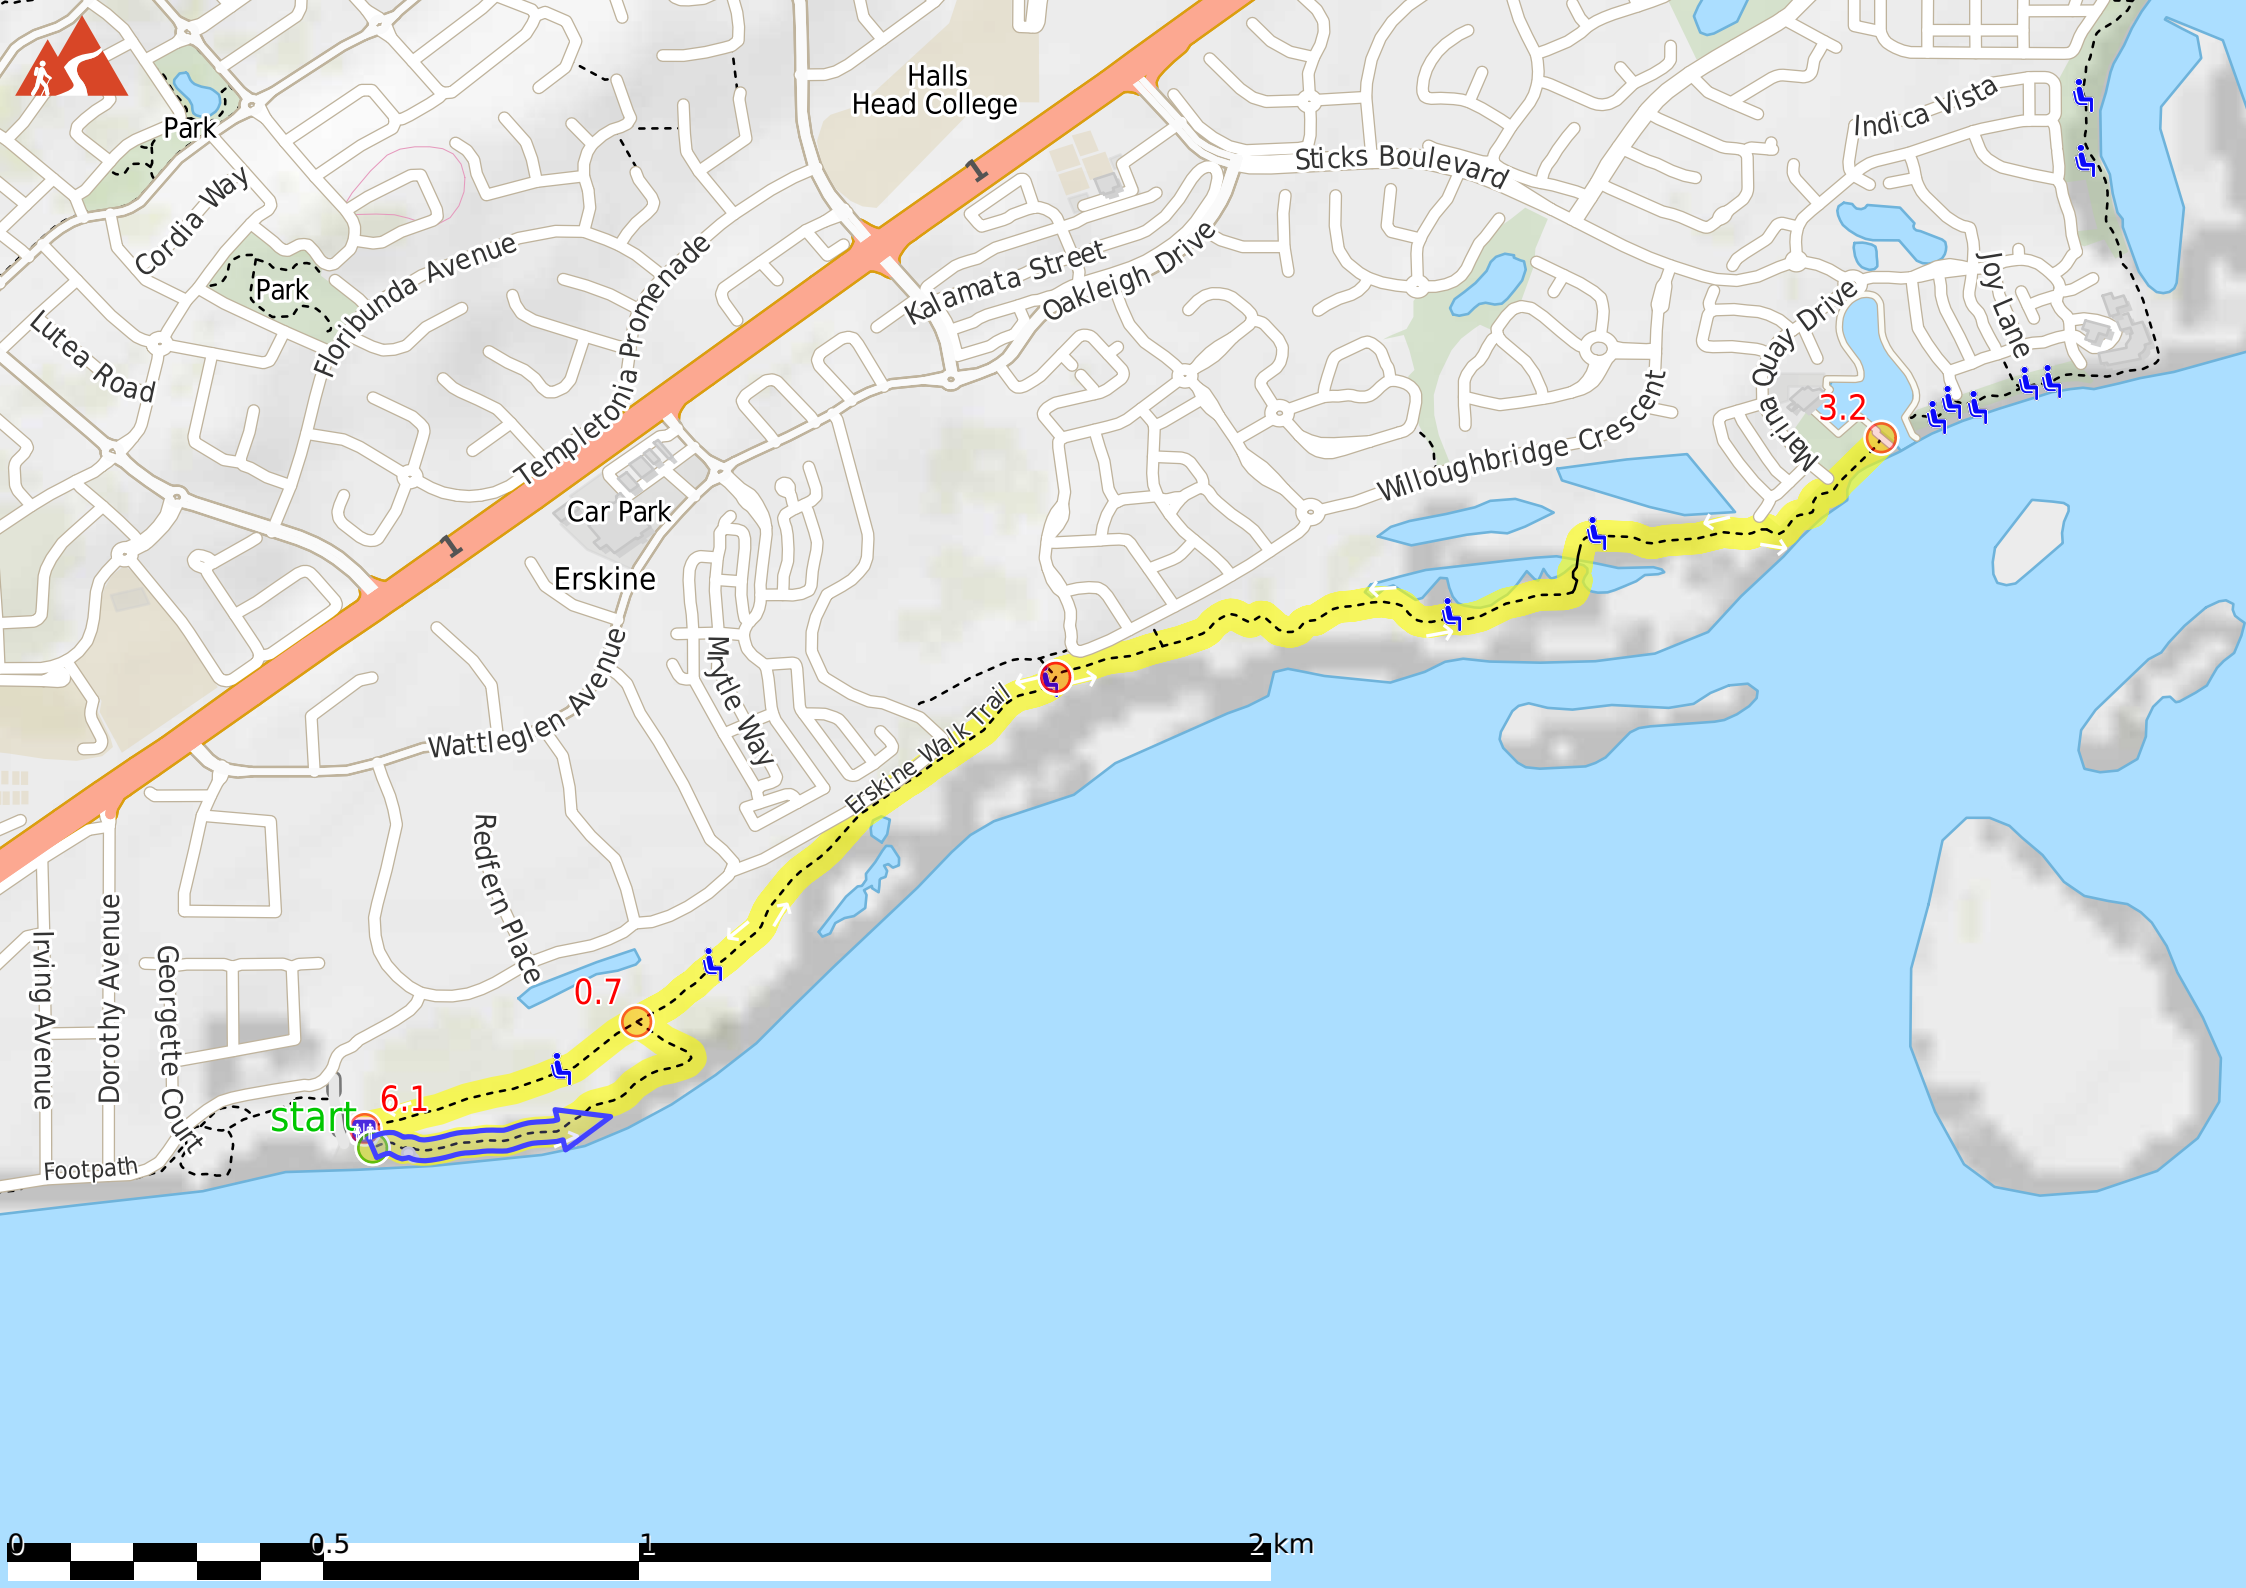 Halls
Head College
Park
Indica Vista
1
Sticks Boulevard
Cordia Way
Floribunda Avenue
Templetonia Promenade
Kalamata Street
Oakleigh Drive
Joy Lane
Park
Lutea Road
Marina Quay Drive
3.2
Willoughbridge Crescent
Car Park
1
Erskine
Mrytle Way
Wattleglen Avenue
Erskine Walk Trail
Redfern Place
Irving Avenue
Dorothy Avenue
Georgette Court
0.7
6.1
start
Footpath
0 0.5 1 2 km